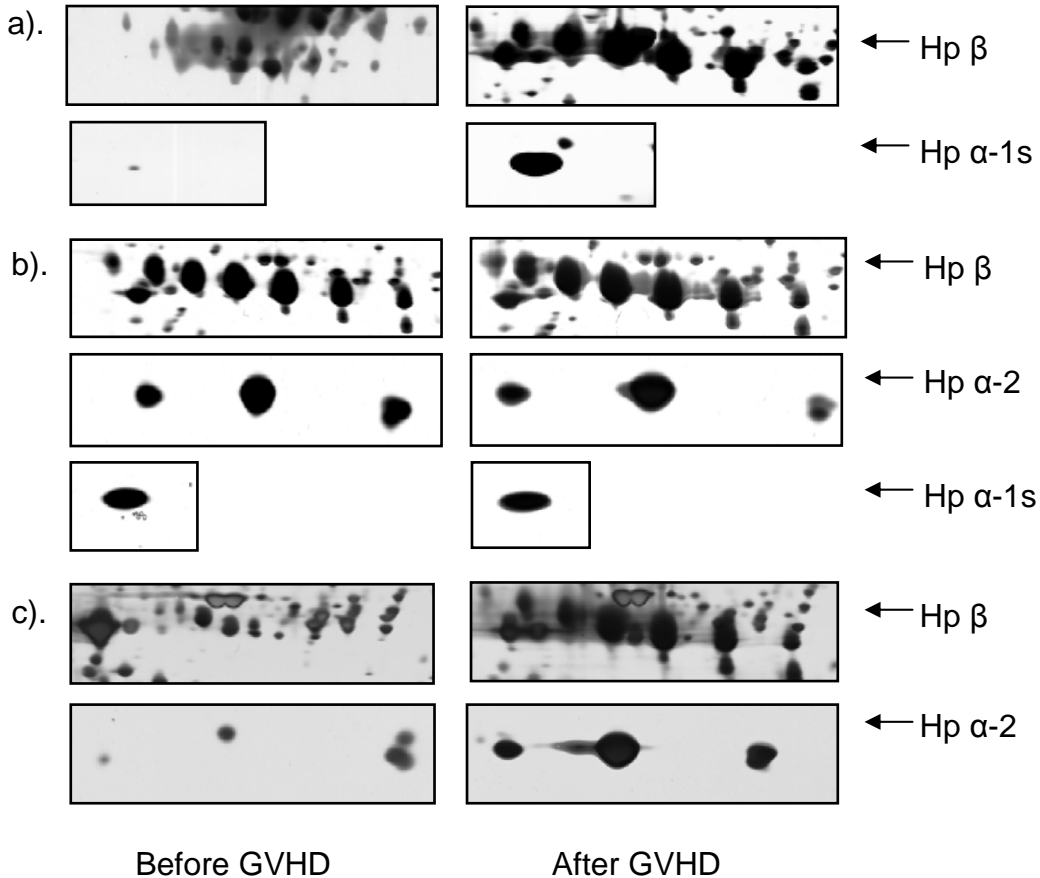 a).
Hp β
Hp α-1s
b).
Hp β
Hp α-2
Hp α-1s
c).
Hp β
Hp α-2
Before GVHD
After GVHD